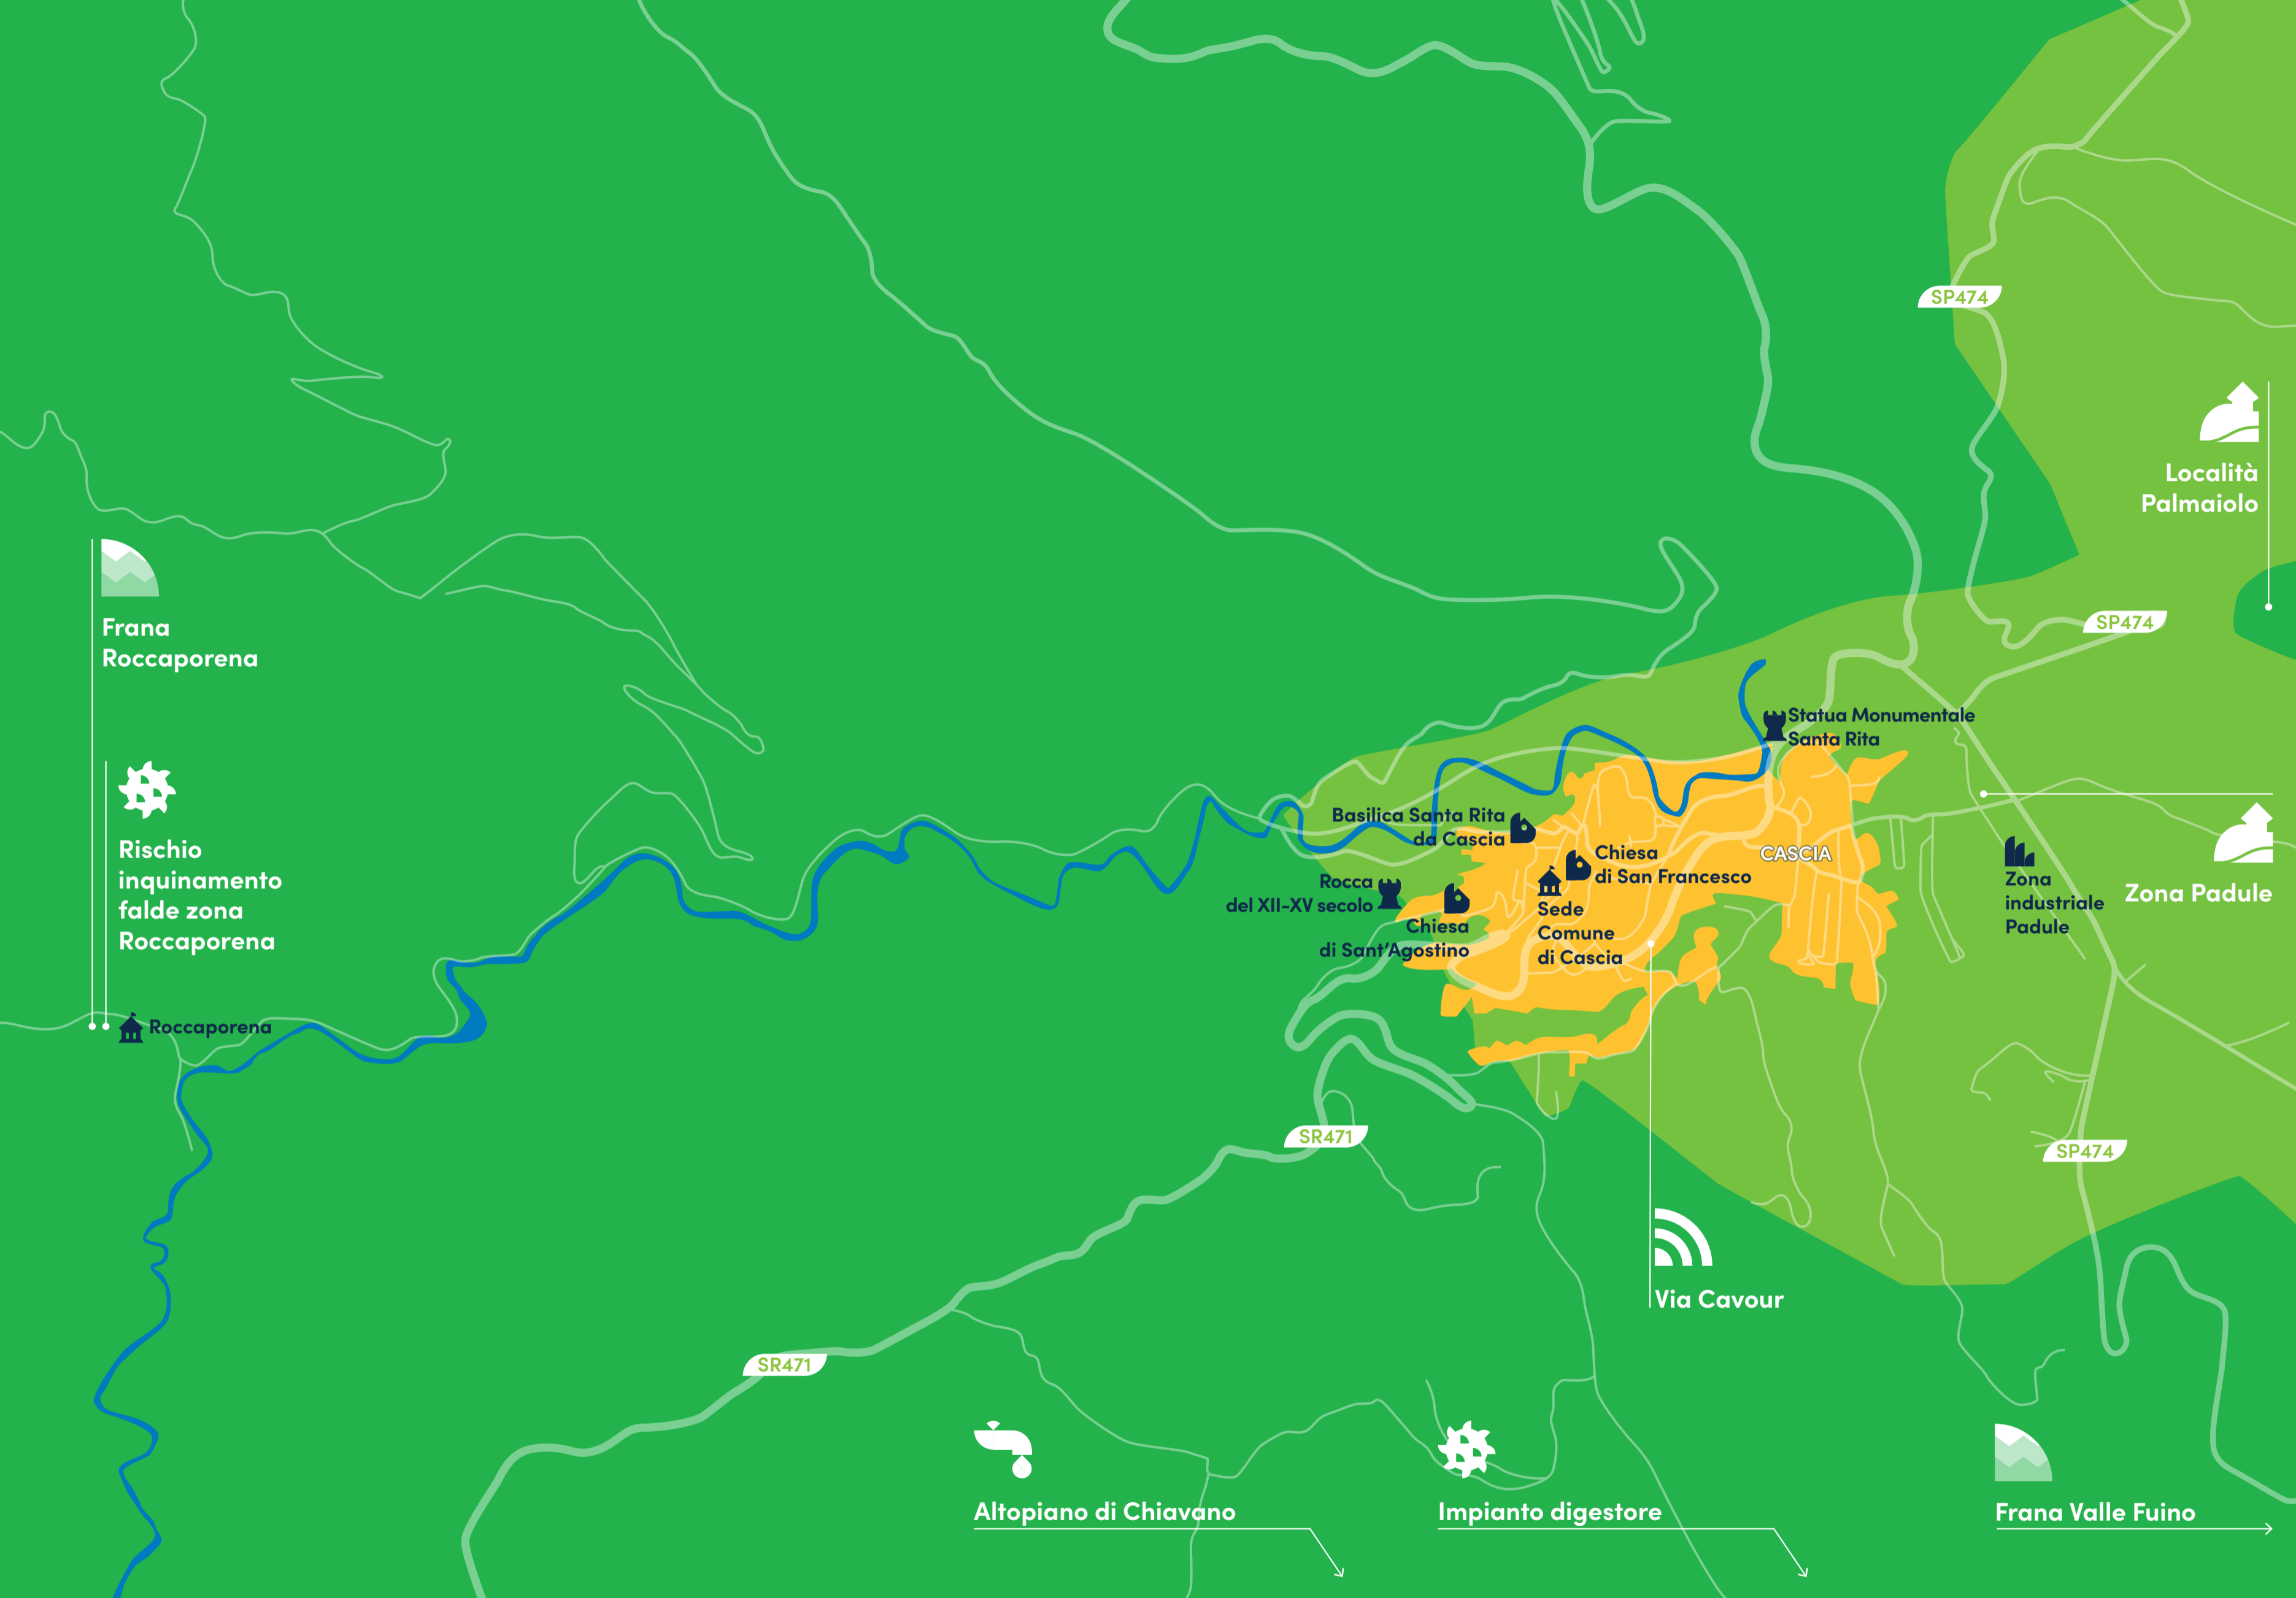 SP474
Località
Palmaiolo
SP474
Frana
Roccaporena
Statua Monumentale
Santa Rita
Basilica Santa Rita
da Cascia
Chiesa
di San Francesco
CASCIA
Rocca
del XII-XV secolo
Chiesa
di Sant'Agostino
Sede
Comune
di Cascia
Zona
industriale
Padule
Zona Padule
Rischio
inquinamento
falde zona
Roccaporena
Roccaporena
SR471
SP474
Via Cavour
SR471
Altopiano di Chiavano
Impianto digestore
Frana Valle Fuino